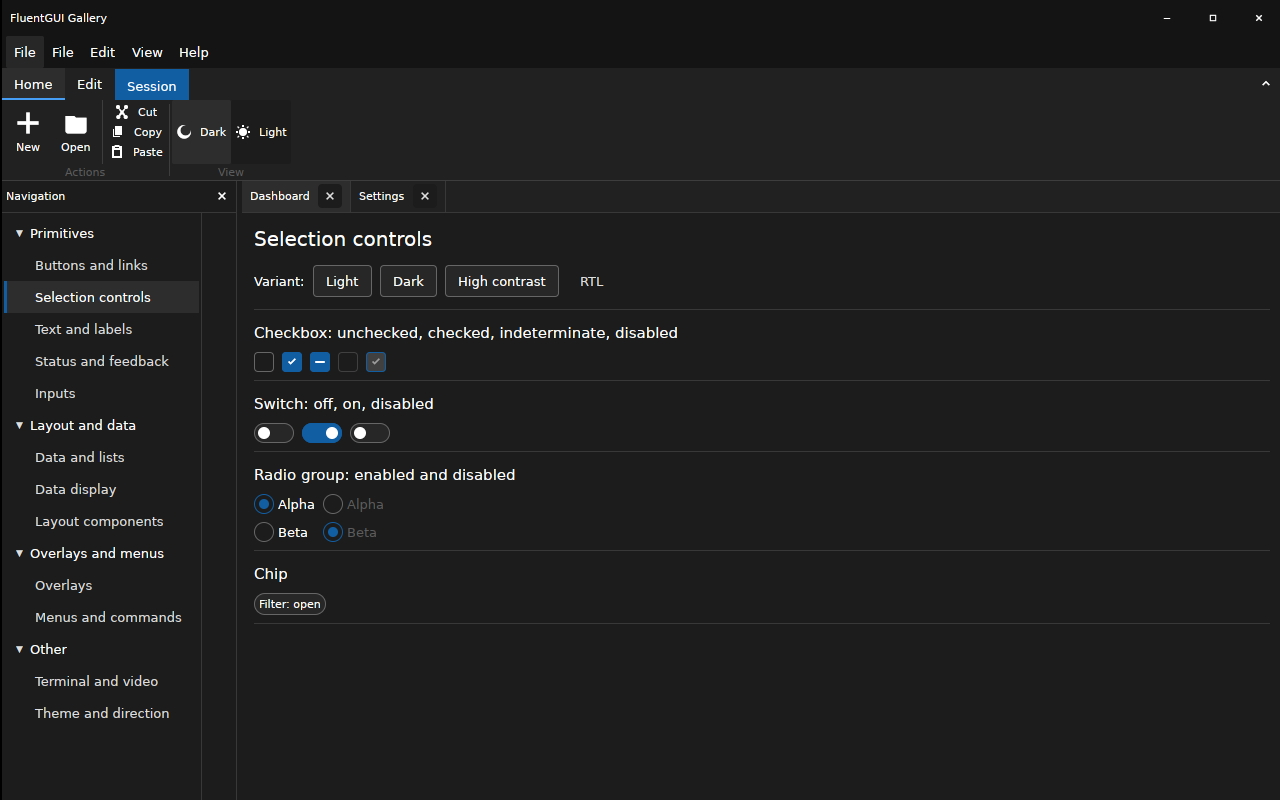 FluentGUI Gallery
File File Edit View Help
Home Edit Session
New Open Cut Copy Paste Dark Light
Actions View
Navigation
Dashboard Settings
Primitives
Buttons and links
Selection controls
Text and labels
Status and feedback
Inputs
Layout and data
Data and lists
Data display
Layout components
Overlays and menus
Overlays
Menus and commands
Other
Terminal and video
Theme and direction
Selection controls
Variant: Light Dark High contrast RTL
Checkbox: unchecked, checked, indeterminate, disabled
Switch: off, on, disabled
Radio group: enabled and disabled
Alpha Alpha
Beta Beta
Chip
Filter: open